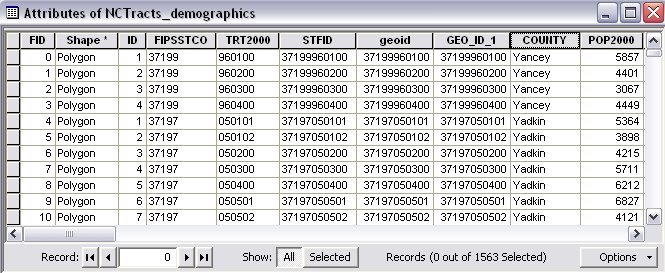 Attributes of NCTracts_demographics
FID Shape * ID FIPSSTCO TRT2000 STFID geoid GEO_ID_1 COUNTY POP2000
0 Polygon 1 37199 960100 37199960100 37199960100 37199960100 Yancey 5857
1 Polygon 2 37199 960200 37199960200 37199960200 37199960200 Yancey 4401
2 Polygon 3 37199 960300 37199960300 37199960300 37199960300 Yancey 3067
3 Polygon 4 37199 960400 37199960400 37199960400 37199960400 Yancey 4449
4 Polygon 1 37197 050101 37197050101 37197050101 37197050101 Yadkin 5364
5 Polygon 2 37197 050102 37197050102 37197050102 37197050102 Yadkin 3898
6 Polygon 3 37197 050200 37197050200 37197050200 37197050200 Yadkin 4215
7 Polygon 4 37197 050300 37197050300 37197050300 37197050300 Yadkin 5711
8 Polygon 5 37197 050400 37197050400 37197050400 37197050400 Yadkin 6212
9 Polygon 6 37197 050501 37197050501 37197050501 37197050501 Yadkin 6827
10 Polygon 7 37197 050502 37197050502 37197050502 37197050502 Yadkin 4121
Record: 0 Show: All Selected Records (0 out of 1563 Selected) Options